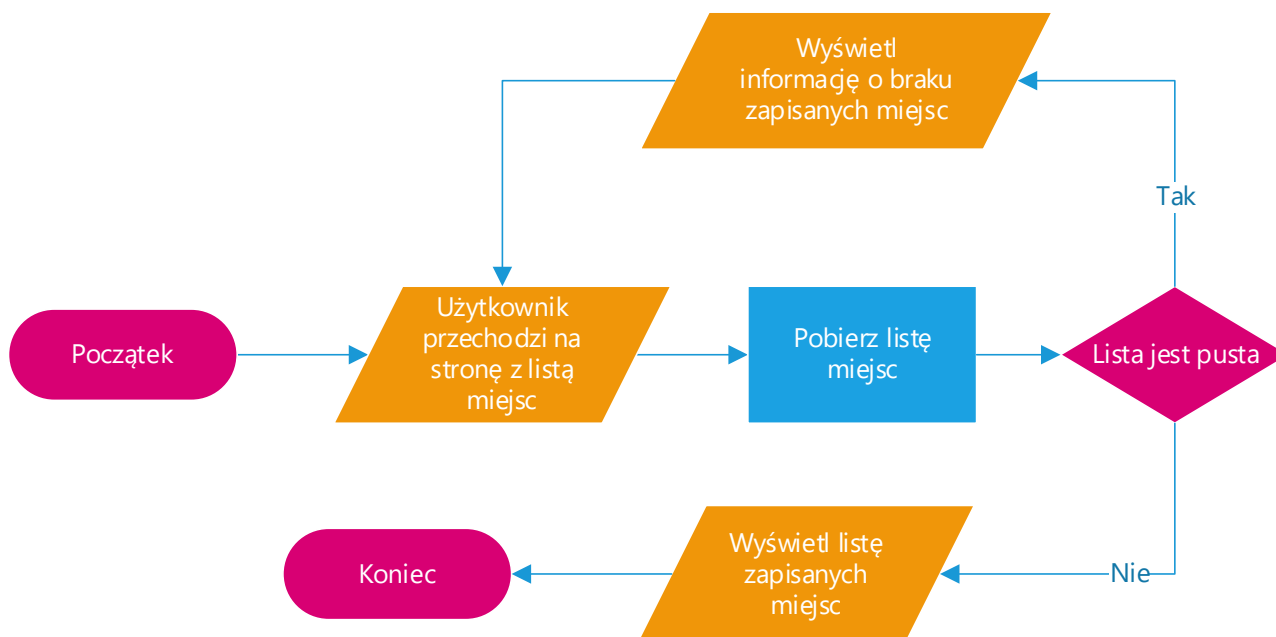 Wyświetl
informację o braku
zapisanych miejsc
Tak
Początek
Użytkownik
przechodzi na
stronę z listą
miejsc
Pobierz listę
miejsc
Lista jest pusta
Koniec
Wyświetl listę
zapisanych
miejsc
Nie